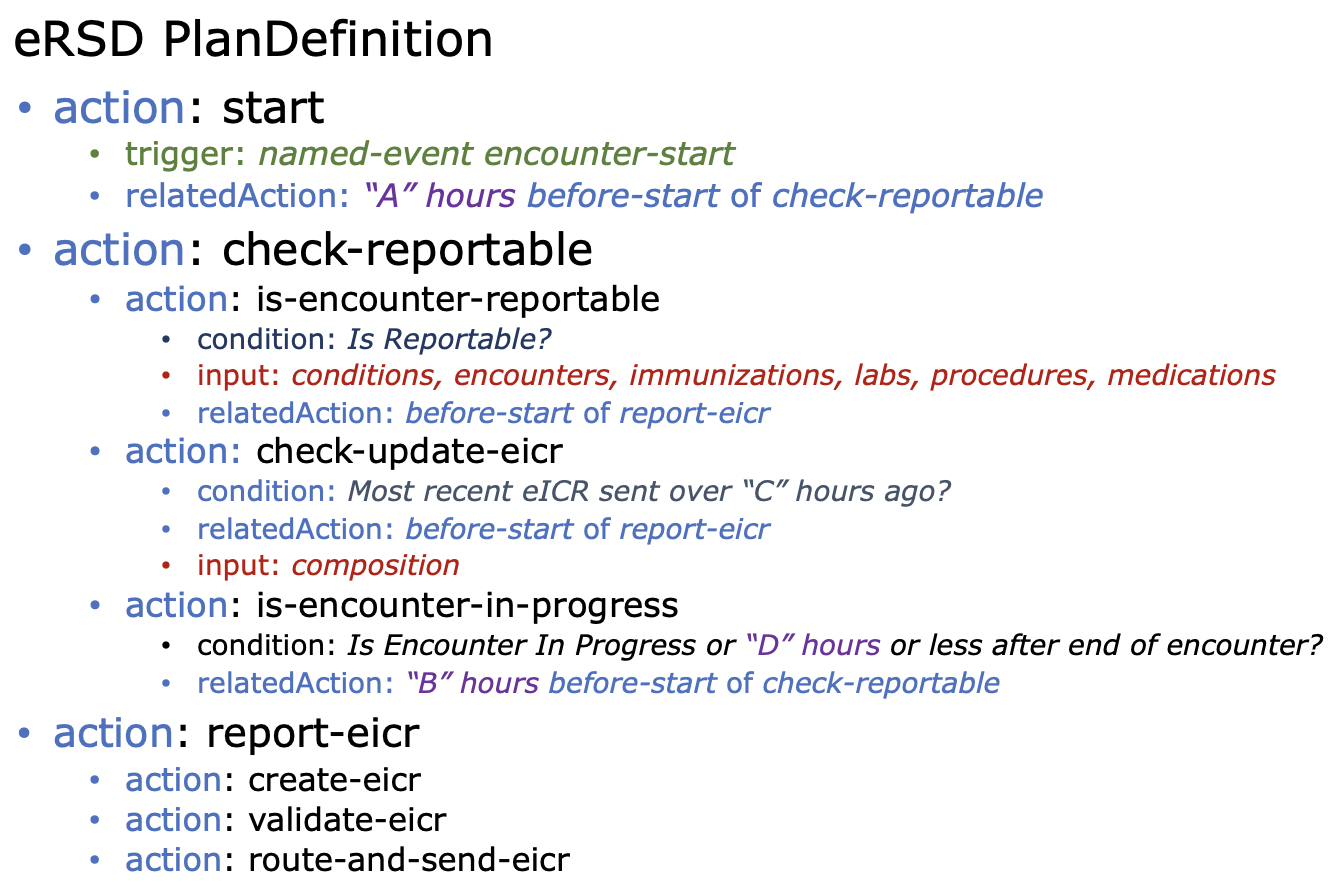 eRSD PlanDefinition
• action: start
• trigger: named-event encounter-start
• relatedAction: “A” hours before-start of check-reportable
• action: check-reportable
• action: is-encounter-reportable
• condition: Is Reportable?
• input: conditions, encounters, immunizations, labs, procedures, medications
• relatedAction: before-start of report-eicr
• action: check-update-eicr
• condition: Most recent eICR sent over “C” hours ago?
• relatedAction: before-start of report-eicr
• input: composition
• action: is-encounter-in-progress
• condition: Is Encounter In Progress or “D” hours or less after end of encounter?
• relatedAction: “B” hours before-start of check-reportable
• action: report-eicr
• action: create-eicr
• action: validate-eicr
• action: route-and-send-eicr